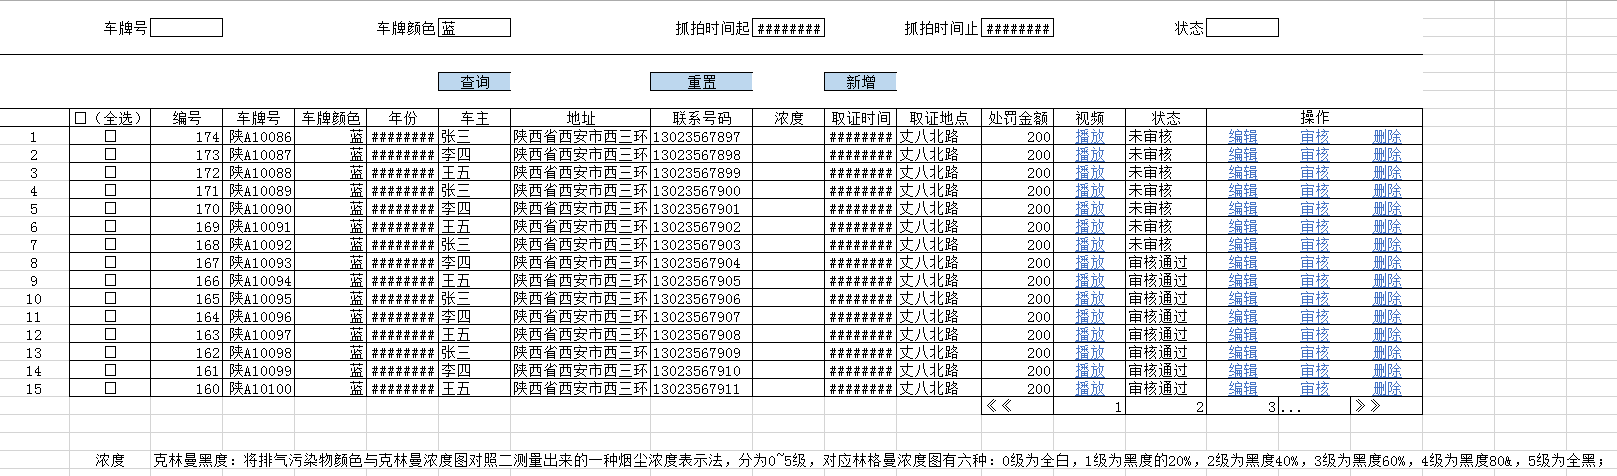 车牌号 车牌颜色 蓝 抓拍时间起 ######## 抓拍时间止 ######## 状态
查询 重置 新增
□（全选） 编号 车牌号 车牌颜色 年份 车主 地址 联系号码 浓度 取证时间 取证地点 处罚金额 视频 状态 操作
1 □ 174 陕A10086 蓝 ######## 张三 陕西省西安市西三环 13023567897 ######## 丈八北路 200 播放 未审核 编辑 审核 删除
2 □ 173 陕A10087 蓝 ######## 李四 陕西省西安市西三环 13023567898 ######## 丈八北路 200 播放 未审核 编辑 审核 删除
3 □ 172 陕A10088 蓝 ######## 王五 陕西省西安市西三环 13023567899 ######## 丈八北路 200 播放 未审核 编辑 审核 删除
4 □ 171 陕A10089 蓝 ######## 张三 陕西省西安市西三环 13023567900 ######## 丈八北路 200 播放 未审核 编辑 审核 删除
5 □ 170 陕A10090 蓝 ######## 李四 陕西省西安市西三环 13023567901 ######## 丈八北路 200 播放 未审核 编辑 审核 删除
6 □ 169 陕A10091 蓝 ######## 王五 陕西省西安市西三环 13023567902 ######## 丈八北路 200 播放 未审核 编辑 审核 删除
7 □ 168 陕A10092 蓝 ######## 张三 陕西省西安市西三环 13023567903 ######## 丈八北路 200 播放 未审核 编辑 审核 删除
8 □ 167 陕A10093 蓝 ######## 李四 陕西省西安市西三环 13023567904 ######## 丈八北路 200 播放 审核通过 编辑 审核 删除
9 □ 166 陕A10094 蓝 ######## 王五 陕西省西安市西三环 13023567905 ######## 丈八北路 200 播放 审核通过 编辑 审核 删除
10 □ 165 陕A10095 蓝 ######## 张三 陕西省西安市西三环 13023567906 ######## 丈八北路 200 播放 审核通过 编辑 审核 删除
11 □ 164 陕A10096 蓝 ######## 李四 陕西省西安市西三环 13023567907 ######## 丈八北路 200 播放 审核通过 编辑 审核 删除
12 □ 163 陕A10097 蓝 ######## 王五 陕西省西安市西三环 13023567908 ######## 丈八北路 200 播放 审核通过 编辑 审核 删除
13 □ 162 陕A10098 蓝 ######## 张三 陕西省西安市西三环 13023567909 ######## 丈八北路 200 播放 审核通过 编辑 审核 删除
14 □ 161 陕A10099 蓝 ######## 李四 陕西省西安市西三环 13023567910 ######## 丈八北路 200 播放 审核通过 编辑 审核 删除
15 □ 160 陕A10100 蓝 ######## 王五 陕西省西安市西三环 13023567911 ######## 丈八北路 200 播放 审核通过 编辑 审核 删除
《《 1 2 3 ... 》》
浓度 克林曼黑度：将排气污染物颜色与克林曼浓度图对照二测量出来的一种烟尘浓度表示法，分为0~5级，对应林格曼浓度图有六种：0级为全白，1级为黑度的20%，2级为黑度40%，3级为黑度60%，4级为黑度80&，5级为全黑；